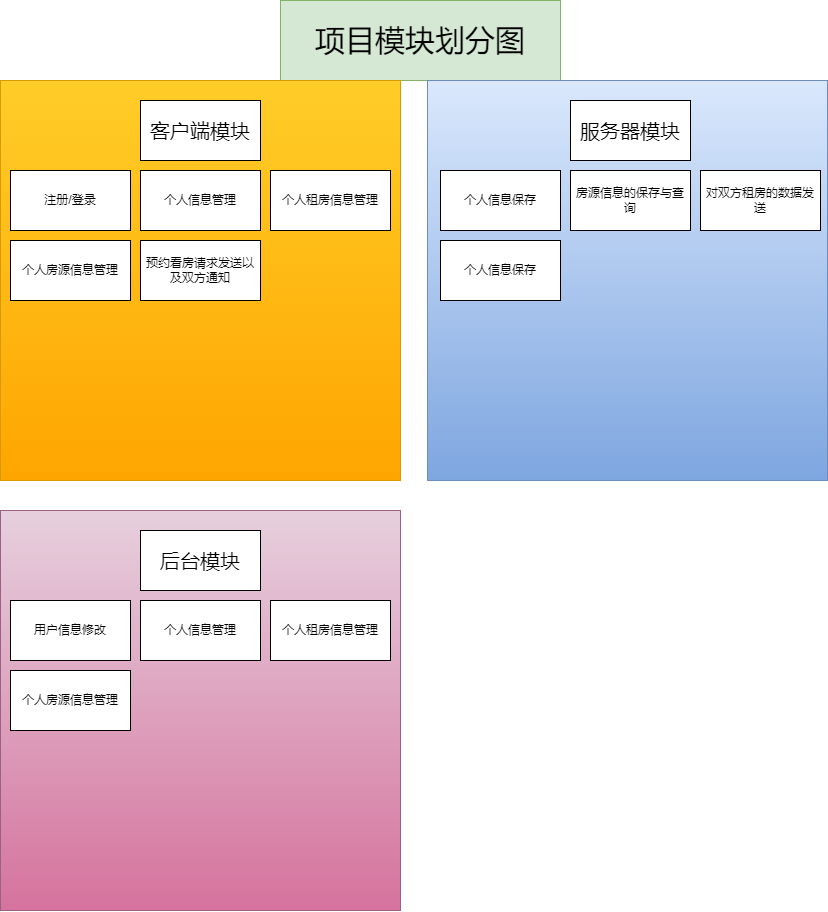 项目模块划分图
客户端模块
注册/登录
个人信息管理
个人租房信息管理
个人房源信息管理
预约看房请求发送以
及双方通知
服务器模块
个人信息保存
房源信息的保存与查
询
对双方租房的数据发
送
个人信息保存
后台模块
用户信息修改
个人信息管理
个人租房信息管理
个人房源信息管理